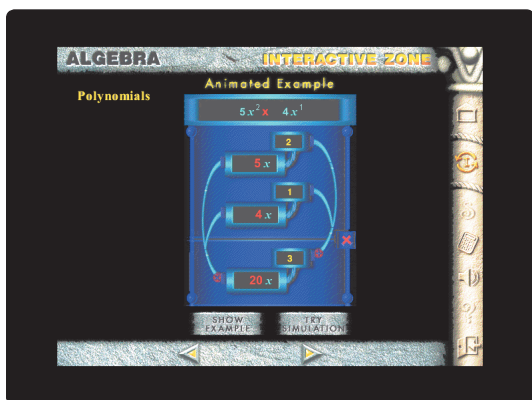 ALGEBRA INTERACTIVE ZONE
Animated Example
Polynomials
5x² x 4x¹
2
5x
1
4x
×
3
20x
SHOW EXAMPLE
TRY SIMULATION